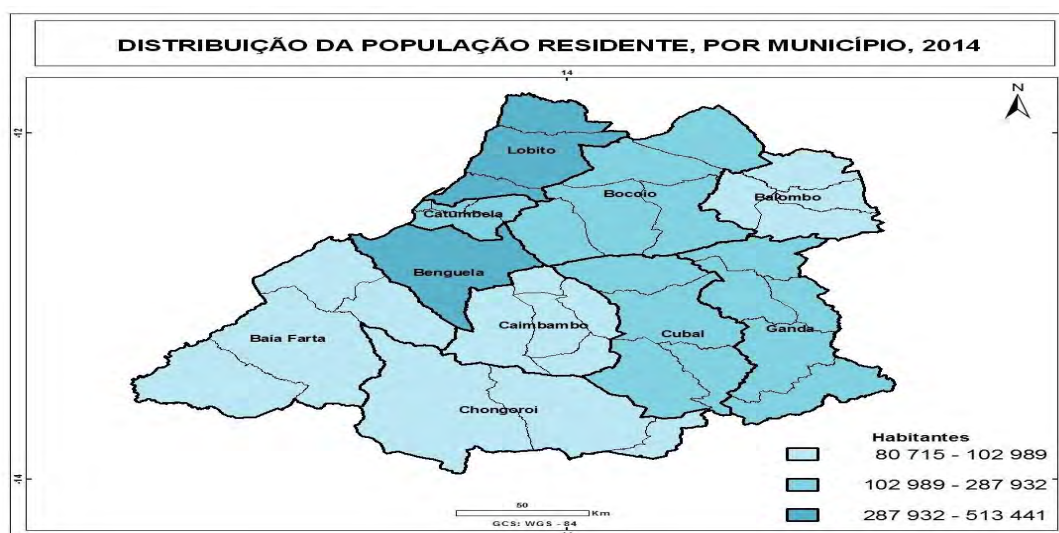 DISTRIBUIÇÃO DA POPULAÇÃO RESIDENTE, POR MUNICÍPIO, 2014
14
N
-12
Lobito
Bocoio
Balombo
Catumbela
Benguela
Caimbambo
Cubal
Ganda
Baía Farta
Chongoroi
Habitantes
80 715 - 102 989
102 989 - 287 932
287 932 - 513 441
-14
50
Km
GCS: WGS - 84